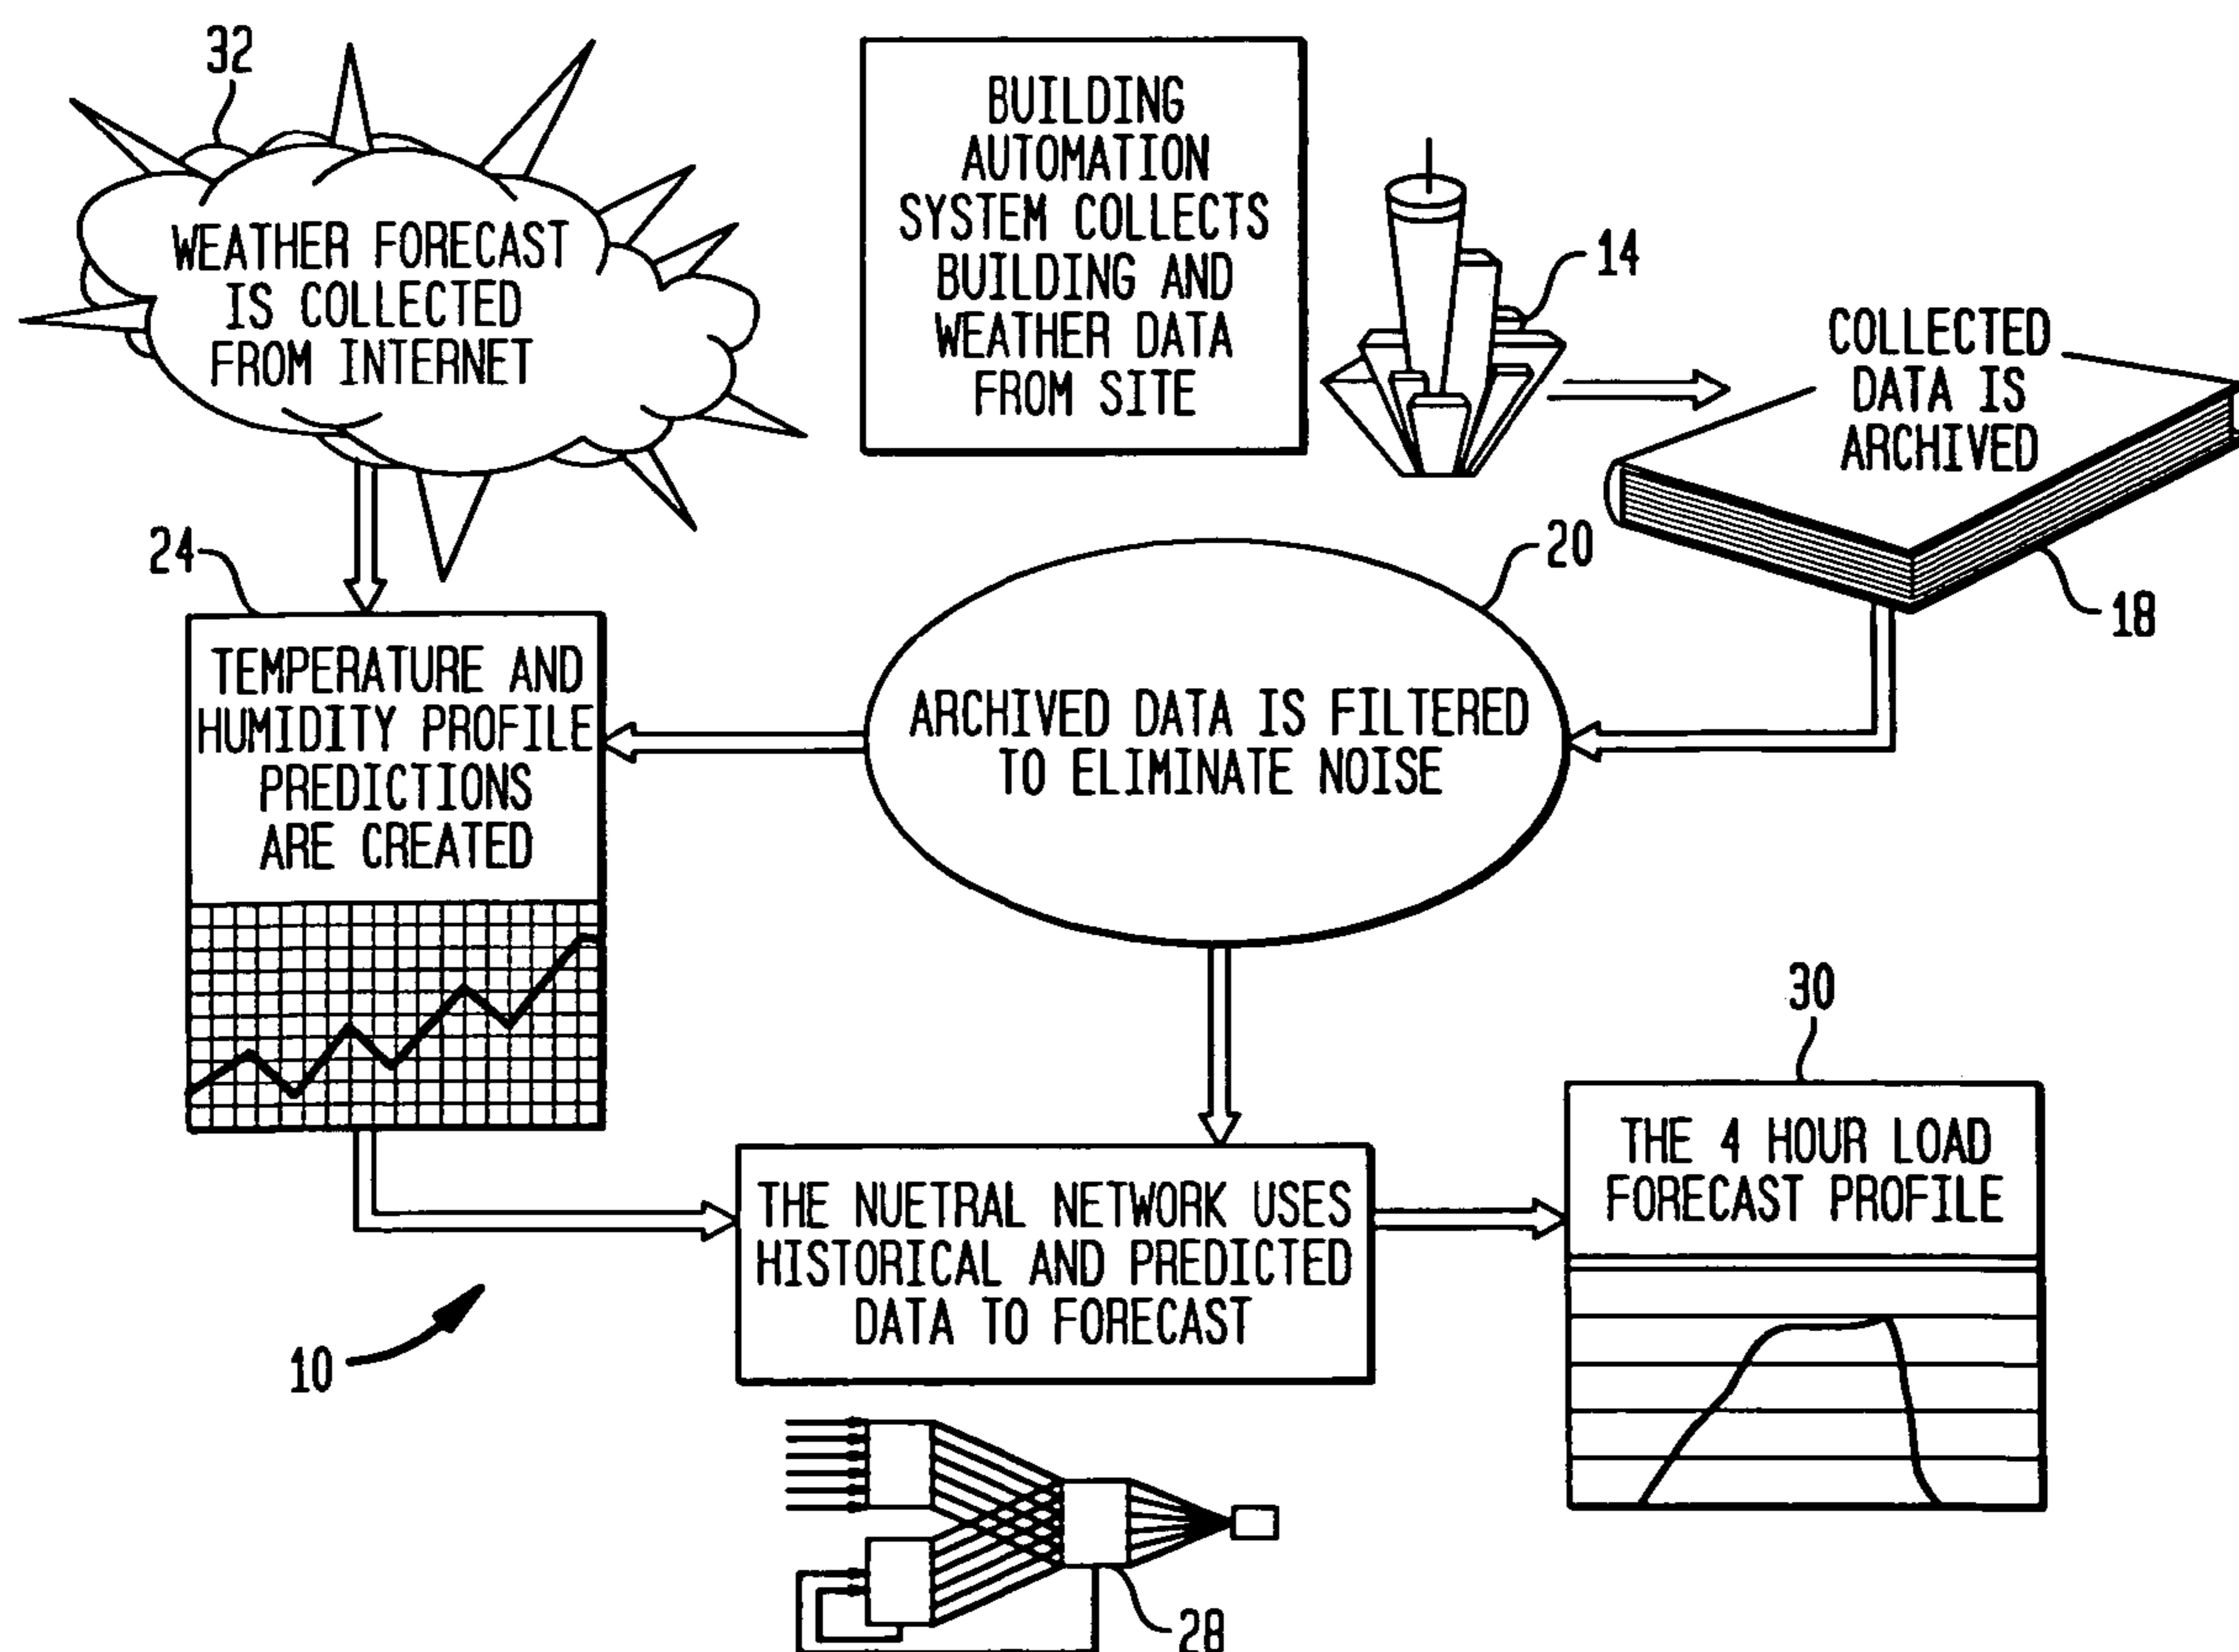 32
WEATHER FORECAST
IS COLLECTED
FROM INTERNET
BUILDING
AUTOMATION
SYSTEM COLLECTS
BUILDING AND
WEATHER DATA
FROM SITE
14
COLLECTED
DATA IS
ARCHIVED
18
24
TEMPERATURE AND
HUMIDITY PROFILE
PREDICTIONS
ARE CREATED
20
ARCHIVED DATA IS FILTERED
TO ELIMINATE NOISE
30
THE 4 HOUR LOAD
FORECAST PROFILE
THE NUETRAL NETWORK USES
HISTORICAL AND PREDICTED
DATA TO FORECAST
10
28